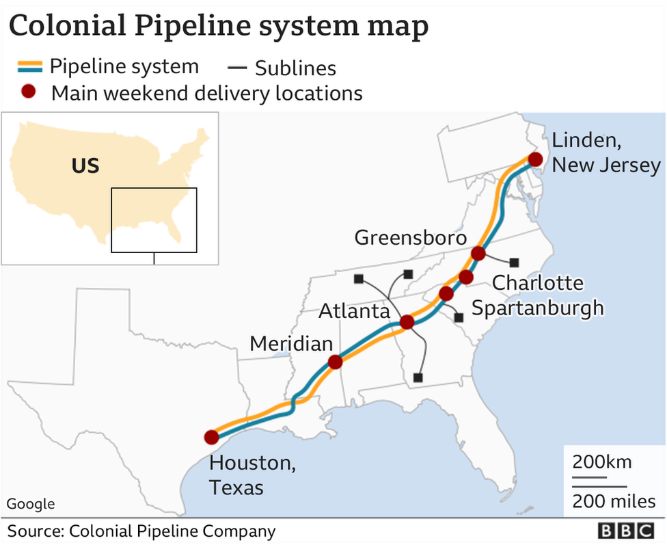 Colonial Pipeline system map
Pipeline system
Sublines
Main weekend delivery locations
US
Linden,
New Jersey
Greensboro
Charlotte
Spartanburgh
Atlanta
Meridian
Houston,
Texas
200km
200 miles
Google
Source: Colonial Pipeline Company
BBC